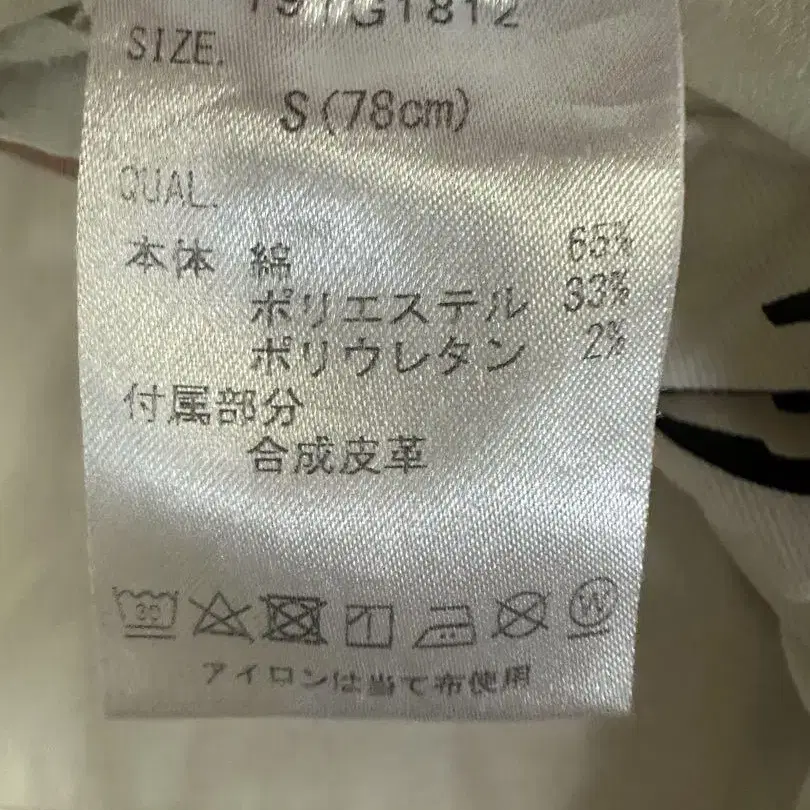 191G1812
SIZE.
S(78cm)
QUAL.
本体 綿 65%
ポリエステル 33%
ポリウレタン 2%
付属部分
合成皮革
30 W
アイロンは当て布使用